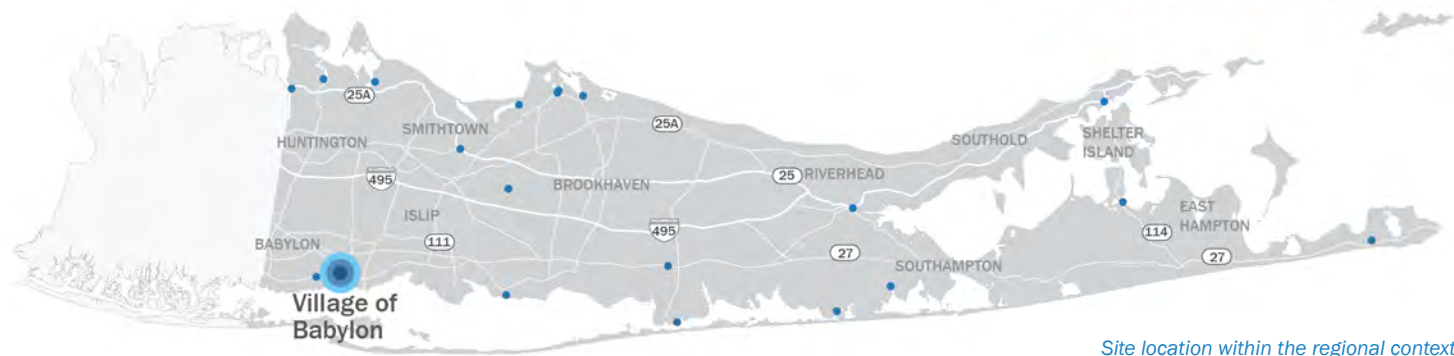 25A
HUNTINGTON
SMITHTOWN
25A
495
BROOKHAVEN
25
RIVERHEAD
SOUTHOLD
SHELTER
ISLAND
ISLIP
BABYLON
111
495
27
SOUTHAMPTON
114
EAST
HAMPTON
27
Village of
Babylon
Site location within the regional context